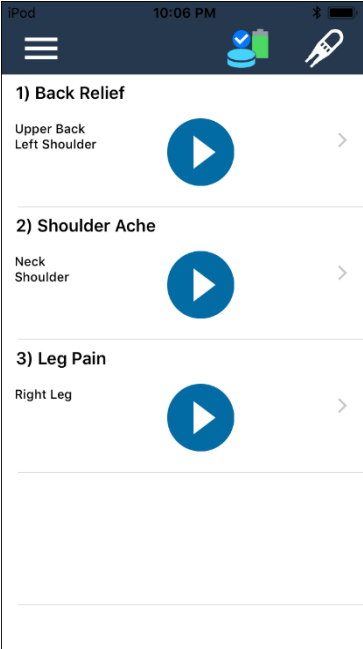 iPod 10:06 PM
1) Back Relief
Upper Back
Left Shoulder
2) Shoulder Ache
Neck
Shoulder
3) Leg Pain
Right Leg